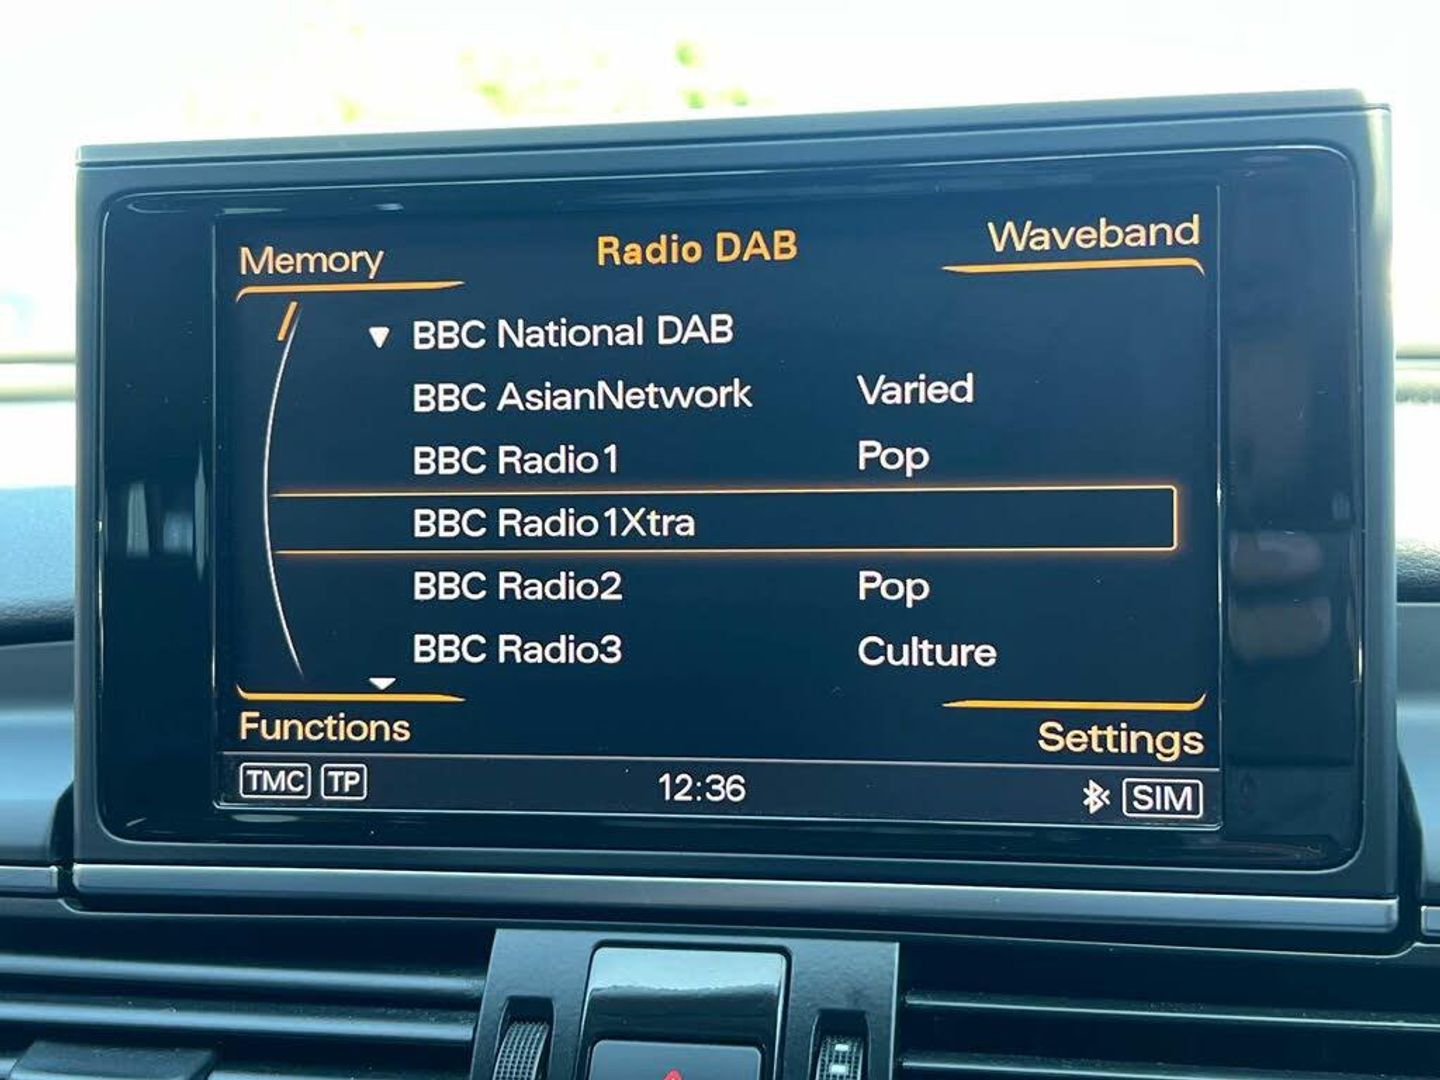 Memory Radio DAB Waveband
BBC National DAB
BBC AsianNetwork Varied
BBC Radio1 Pop
BBC Radio1Xtra
BBC Radio2 Pop
BBC Radio3 Culture
Functions Settings
TMC TP 12:36 SIM